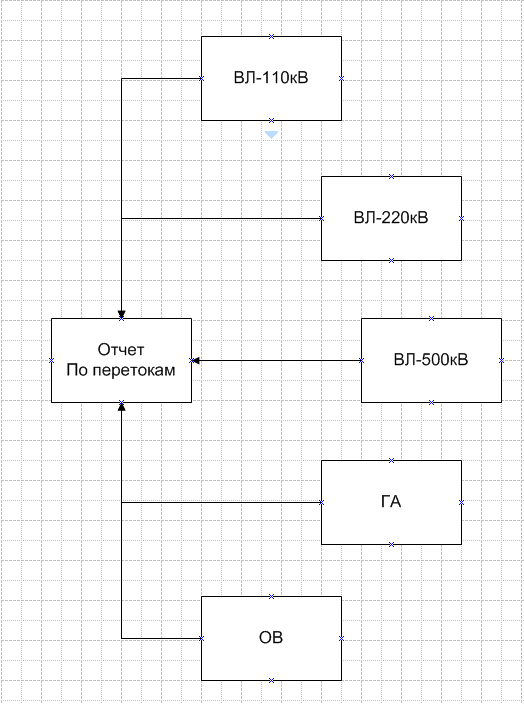 ВЛ-110кВ
ВЛ-220кВ
Отчет
По перетокам
ВЛ-500кВ
ГА
ОВ